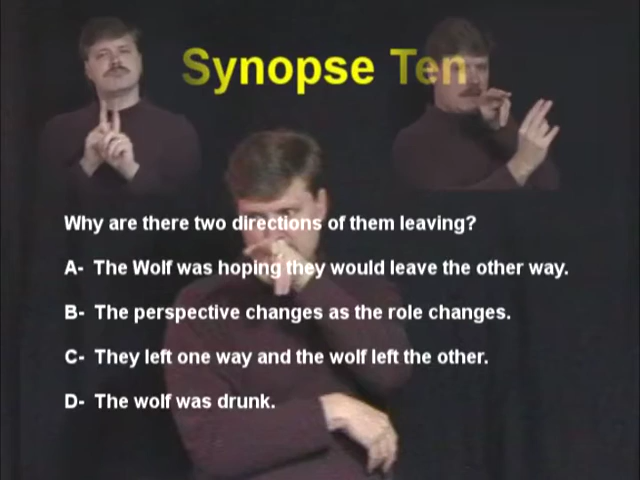 Synopse Ten
Why are there two directions of them leaving?
A- The Wolf was hoping they would leave the other way.
B- The perspective changes as the role changes.
C- They left one way and the wolf left the other.
D- The wolf was drunk.